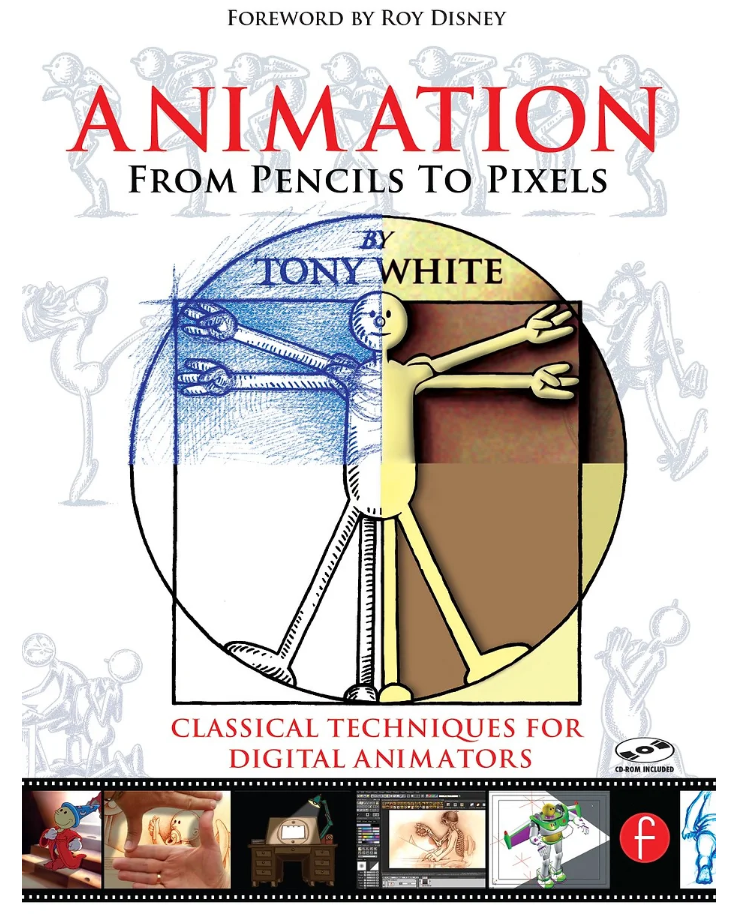 FOREWORD BY ROY DISNEY
ANIMATION
FROM PENCILS TO PIXELS
BY
TONY WHITE
CLASSICAL TECHNIQUES FOR
DIGITAL ANIMATORS
CD-ROM INCLUDED
f